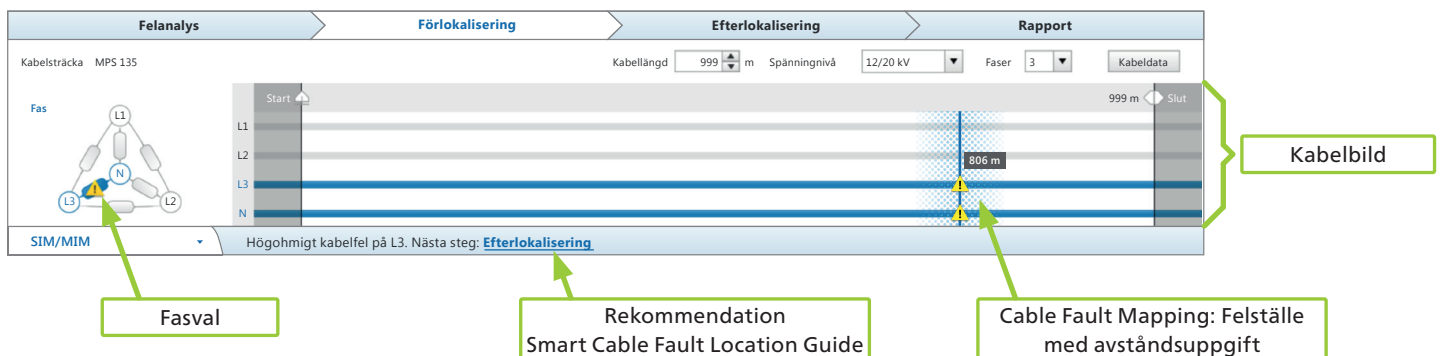 Felanalys Förlokalisering Efterlokalisering Rapport
Kabelsträcka MPS 135 Kabellängd 999 m Spänningnivå 12/20 kV Faser 3 Kabeldata
Start 999 m Slut
Fas
L1
L1
L2
806 m
N
L3
L3
L2
N
Kabelbild
SIM/MIM Högohmigt kabelfel på L3. Nästa steg: Efterlokalisering
Fasval
Rekommendation
Smart Cable Fault Location Guide
Cable Fault Mapping: Felställe
med avståndsuppgift